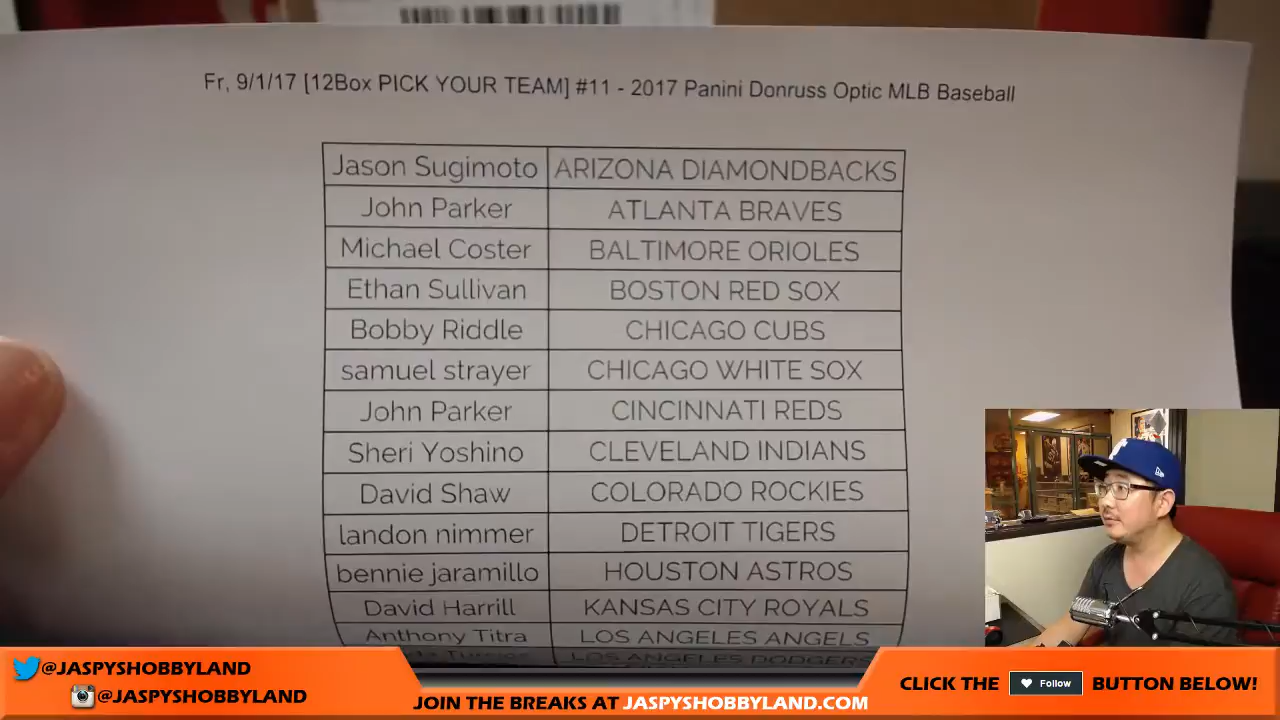 Fr, 9/1/17 [12Box PICK YOUR TEAM] #11 - 2017 Panini Donruss Optic MLB Baseball
Jason Sugimoto ARIZONA DIAMONDBACKS
John Parker ATLANTA BRAVES
Michael Coster BALTIMORE ORIOLES
Ethan Sullivan BOSTON RED SOX
Bobby Riddle CHICAGO CUBS
samuel strayer CHICAGO WHITE SOX
John Parker CINCINNATI REDS
Sheri Yoshino CLEVELAND INDIANS
David Shaw COLORADO ROCKIES
landon nimmer DETROIT TIGERS
bennie jaramillo HOUSTON ASTROS
David Harrill KANSAS CITY ROYALS
Anthony Titra LOS ANGELES ANGELS
LOS ANGELES DODGERS
@JASPYSHOBBYLAND
@JASPYSHOBBYLAND
JOIN THE BREAKS AT JASPYSHOBBYLAND.COM
CLICK THE Follow BUTTON BELOW!